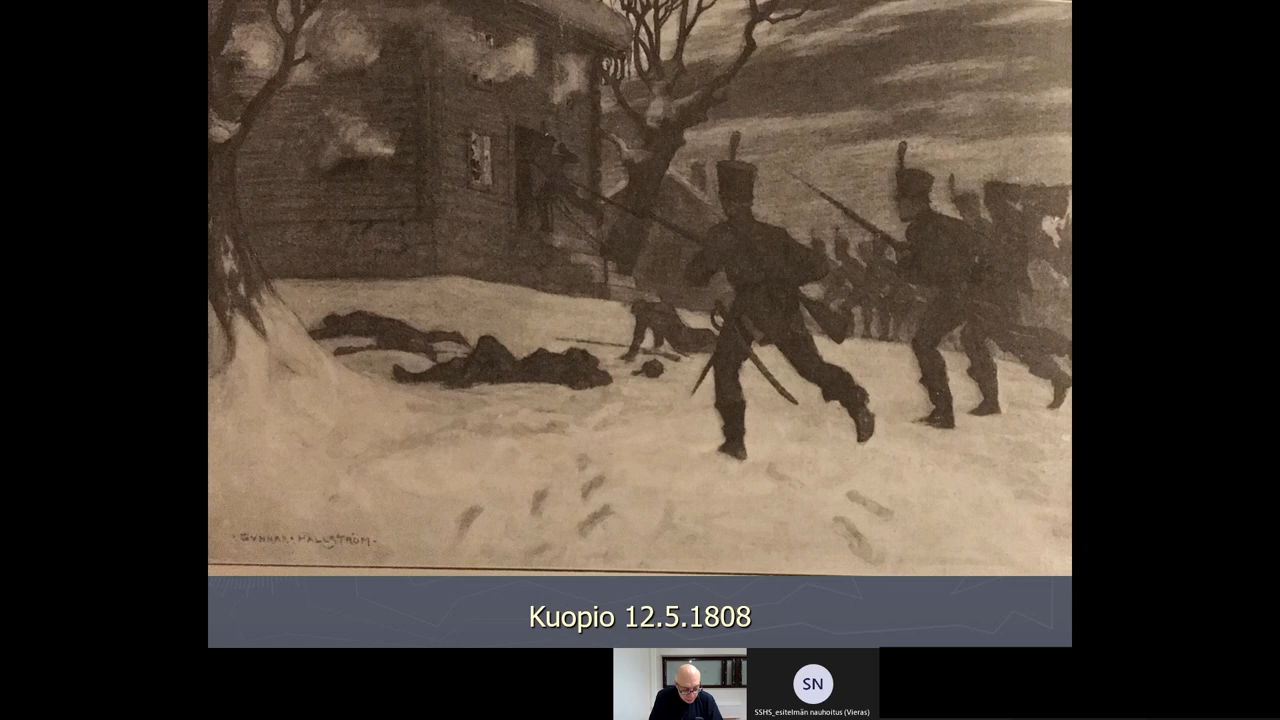 ·GUNNAR·HALLSTRÖM·
Kuopio 12.5.1808
SN
SSHS_esitelmän nauhoitus (Vieras)